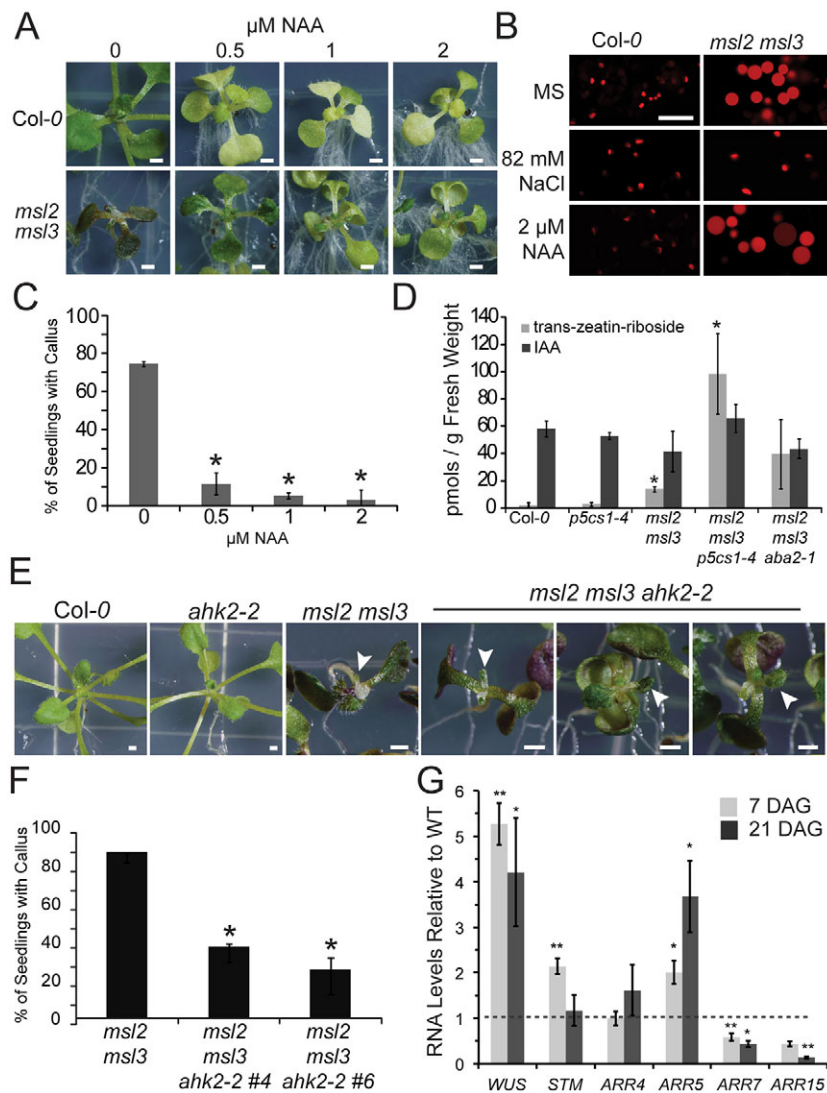 A
µM NAA
0 0.5 1 2
Col-0
msl2
msl3
B
Col-0 msl2 msl3
MS
82 mM
NaCl
2 µM
NAA
C
% of Seedlings with Callus
100
80
60
40
20
0
* * *
0 0.5 1 2
µM NAA
D
pmols / g Fresh Weight
140
120
100
80
60
40
20
0
trans-zeatin-riboside
IAA
* *
Col-0 p5cs1-4 msl2 msl3 msl2 msl3 p5cs1-4 msl2 msl3 aba2-1
E
Col-0 ahk2-2 msl2 msl3 msl2 msl3 ahk2-2
F
% of Seedlings with Callus
100
80
60
40
20
0
* *
msl2 msl2 msl2
msl3 msl3 msl3
ahk2-2 #4 ahk2-2 #6
G
RNA Levels Relative to WT
6
5
4
3
2
1
0
7 DAG
21 DAG
** * ** * * ** * **
WUS STM ARR4 ARR5 ARR7 ARR15